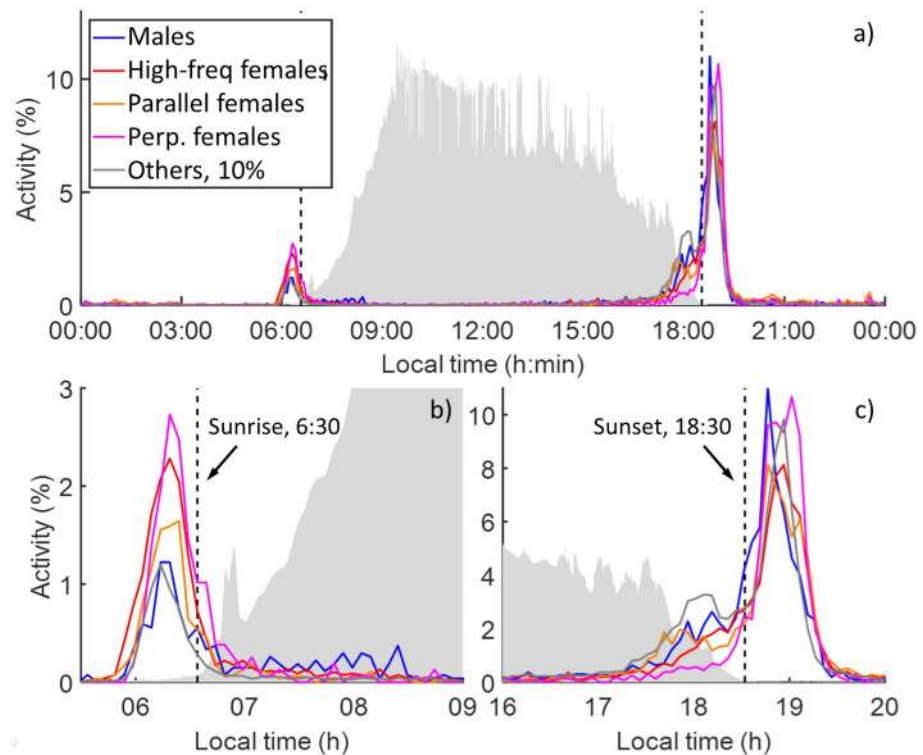 a)
Males
High-freq females
Parallel females
Perp. females
Others, 10%
Activity (%)
10
5
0
00:00 03:00 06:00 09:00 12:00 15:00 18:00 21:00 00:00
Local time (h:min)
b)
Sunrise, 6:30
Activity (%)
3
2
1
0
06 07 08 09
Local time (h)
c)
Sunset, 18:30
10
8
6
4
2
0
16 17 18 19 20
Local time (h)